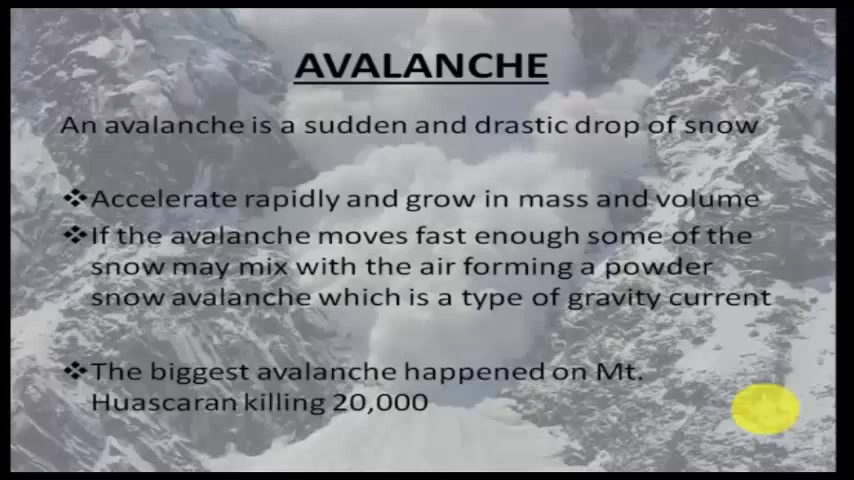 AVALANCHE
An avalanche is a sudden and drastic drop of snow
❖Accelerate rapidly and grow in mass and volume
❖If the avalanche moves fast enough some of the
snow may mix with the air forming a powder
snow avalanche which is a type of gravity current
❖The biggest avalanche happened on Mt.
Huascaran killing 20,000